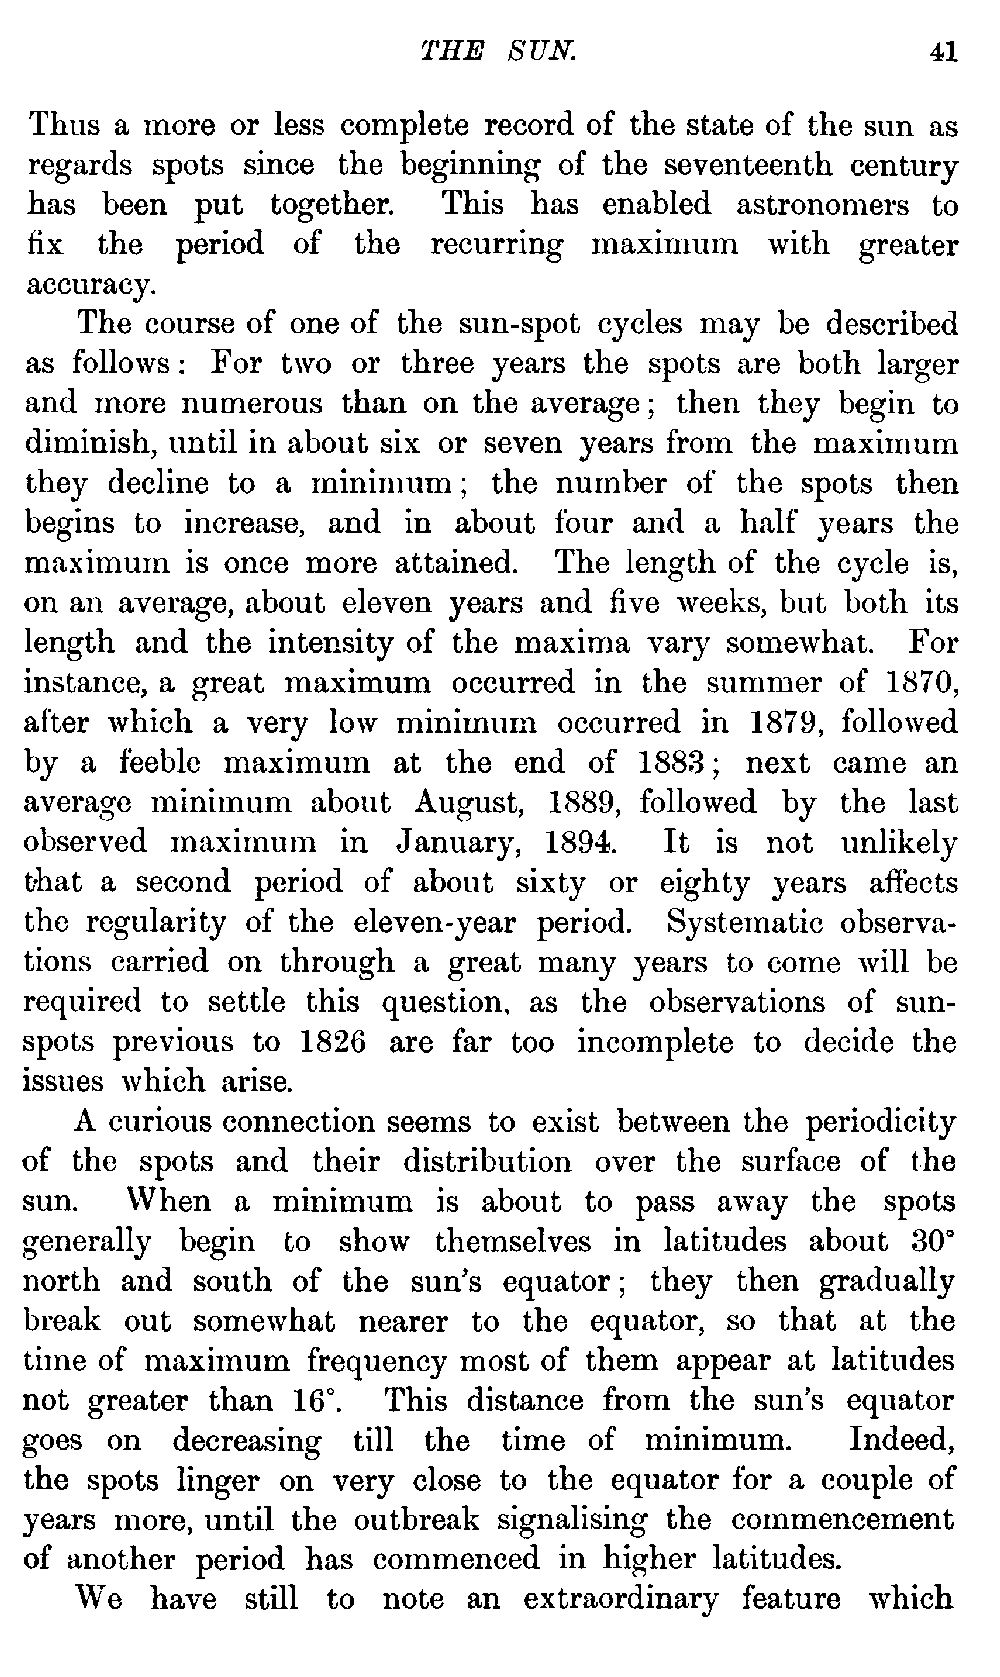 THE SUN. 41
Thus a more or less complete record of the state of the sun as
regards spots since the beginning of the seventeenth century
has been put together. This has enabled astronomers to
fix the period of the recurring maximum with greater
accuracy.
The course of one of the sun-spot cycles may be described
as follows: For two or three years the spots are both larger
and more numerous than on the average; then they begin to
diminish, until in about six or seven years from the maximum
they decline to a minimum; the number of the spots then
begins to increase, and in about four and a half years the
maximum is once more attained. The length of the cycle is,
on an average, about eleven years and five weeks, but both its
length and the intensity of the maxima vary somewhat. For
instance, a great maximum occurred in the summer of 1870,
after which a very low minimum occurred in 1879, followed
by a feeble maximum at the end of 1883; next came an
average minimum about August, 1889, followed by the last
observed maximum in January, 1894. It is not unlikely
that a second period of about sixty or eighty years affects
the regularity of the eleven-year period. Systematic observa-
tions carried on through a great many years to come will be
required to settle this question, as the observations of sun-
spots previous to 1826 are far too incomplete to decide the
issues which arise.
A curious connection seems to exist between the periodicity
of the spots and their distribution over the surface of the
sun. When a minimum is about to pass away the spots
generally begin to show themselves in latitudes about 30°
north and south of the sun's equator; they then gradually
break out somewhat nearer to the equator, so that at the
time of maximum frequency most of them appear at latitudes
not greater than 16°. This distance from the sun's equator
goes on decreasing till the time of minimum. Indeed,
the spots linger on very close to the equator for a couple of
years more, until the outbreak signalising the commencement
of another period has commenced in higher latitudes.
We have still to note an extraordinary feature which